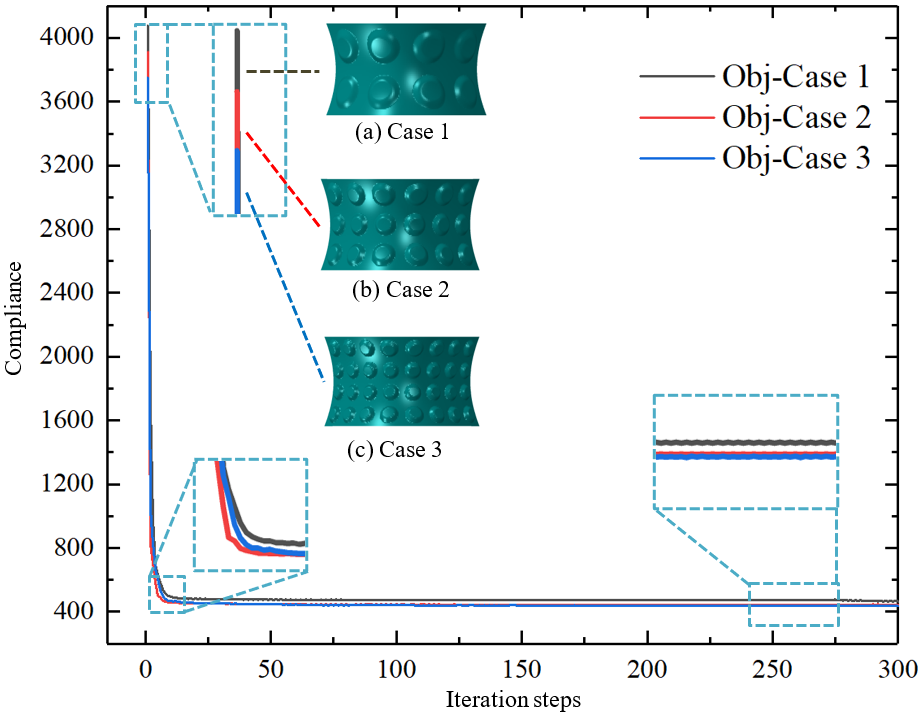 4000
3600
3200
2800
2400
2000
1600
1200
800
400
Compliance
0
50
100
150
200
250
300
Iteration steps
Obj-Case 1
Obj-Case 2
Obj-Case 3
(a) Case 1
(b) Case 2
(c) Case 3